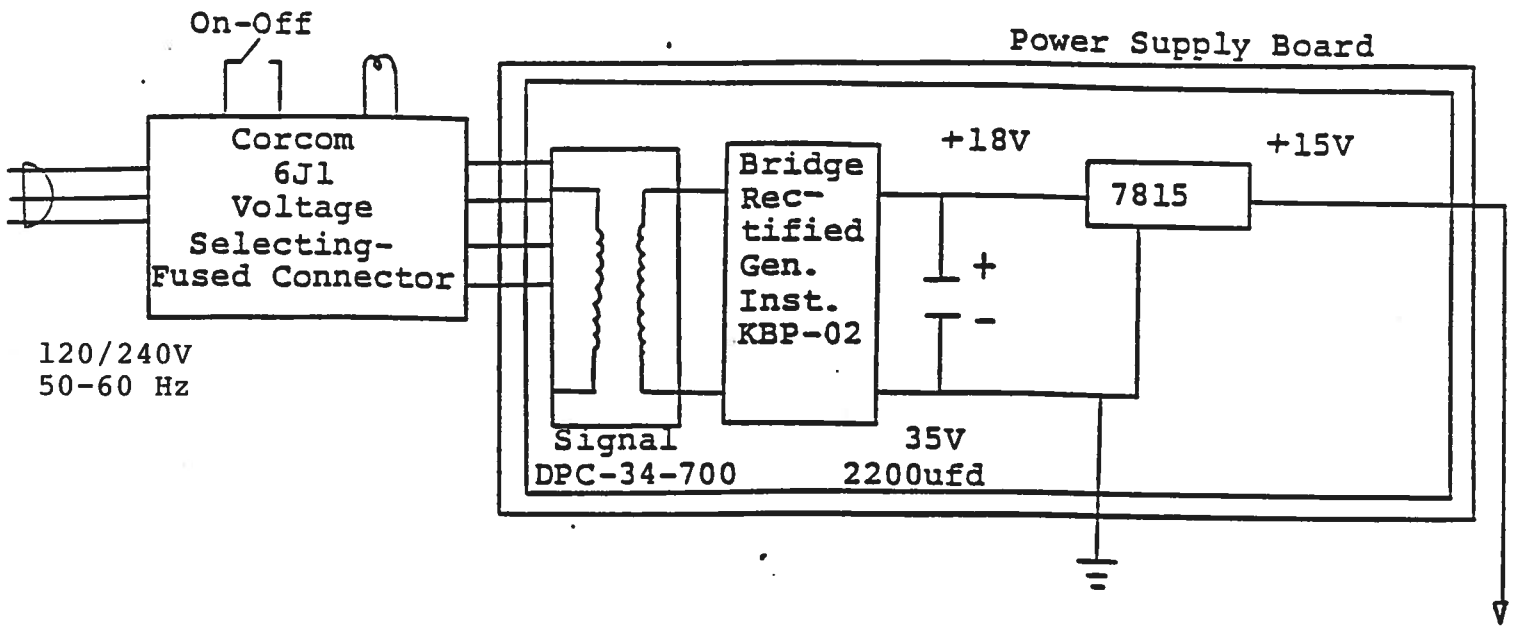 On-Off
Power Supply Board
Corcom
6J1
Voltage
Selecting-
Fused Connector
120/240V
50-60 Hz
Signal
DPC-34-700
Bridge
Rec-
tified
Gen.
Inst.
KBP-02
+18V
+
-
35V
2200ufd
7815
+15V